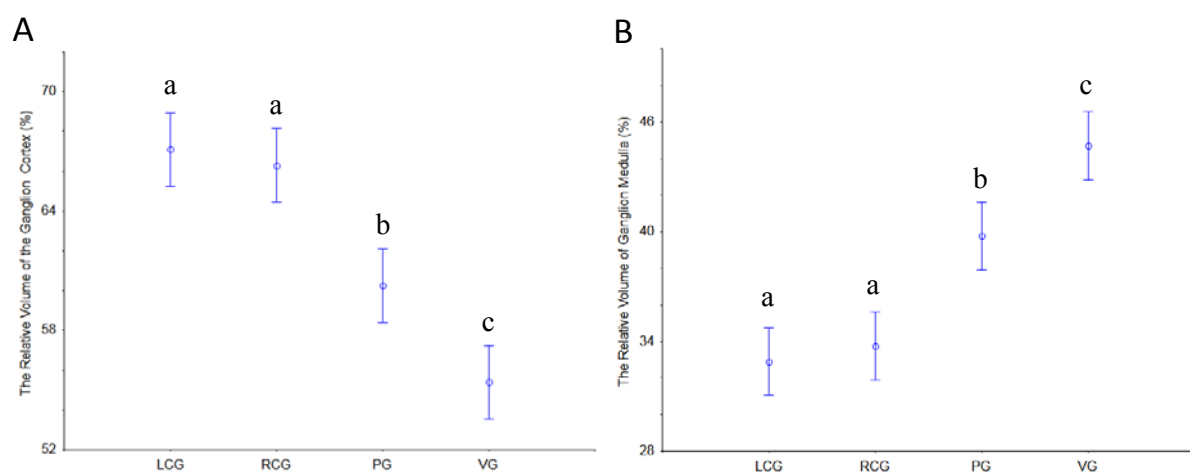 A
The Relative Volume of the Ganglion Cortex (%)
70
64
58
52
a
a
b
c
LCG RCG PG VG
B
The Relative Volume of Ganglion Medulla (%)
46
40
34
28
a
a
b
c
LCG RCG PG VG